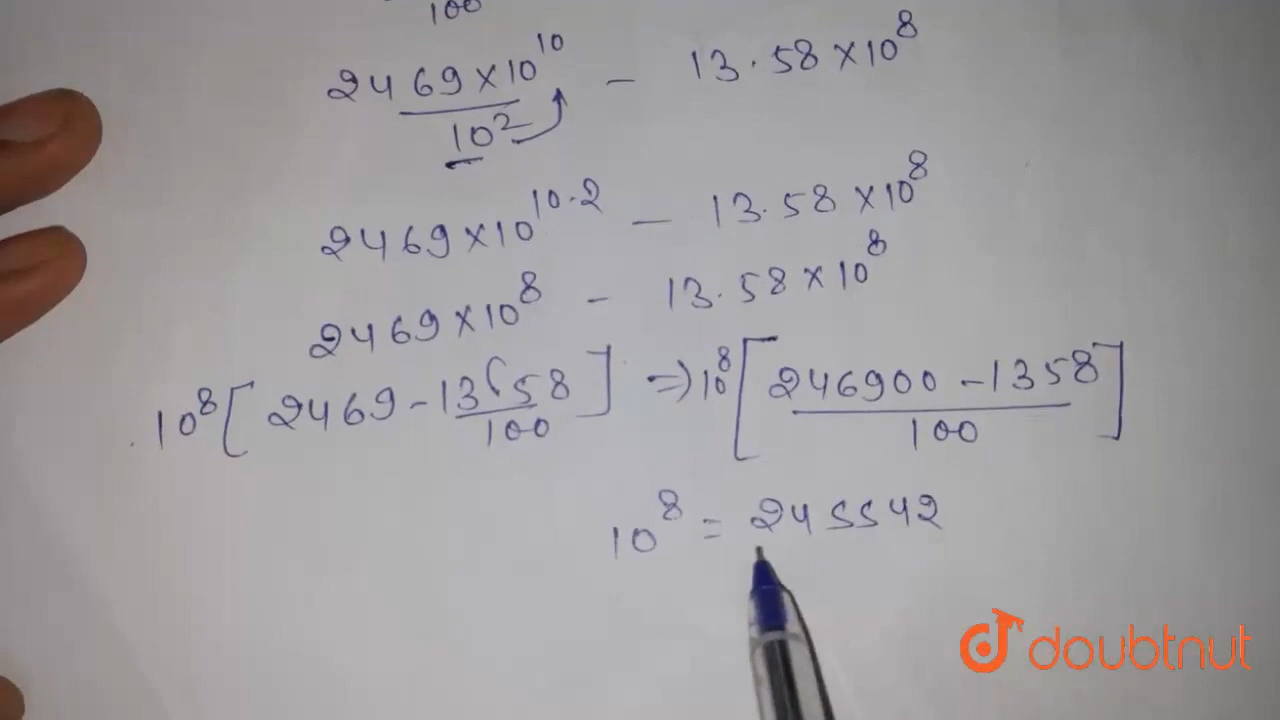 100
2469×10^10 / 10^2 – 13.58×10^8
2469×10^10.2 – 13.58×10^8
2469×10^8 – 13.58×10^8
10^8 [2469-1358/100] ⇒ 10^8 [246900-1358/100]
10^8 = 245542
doubtnut